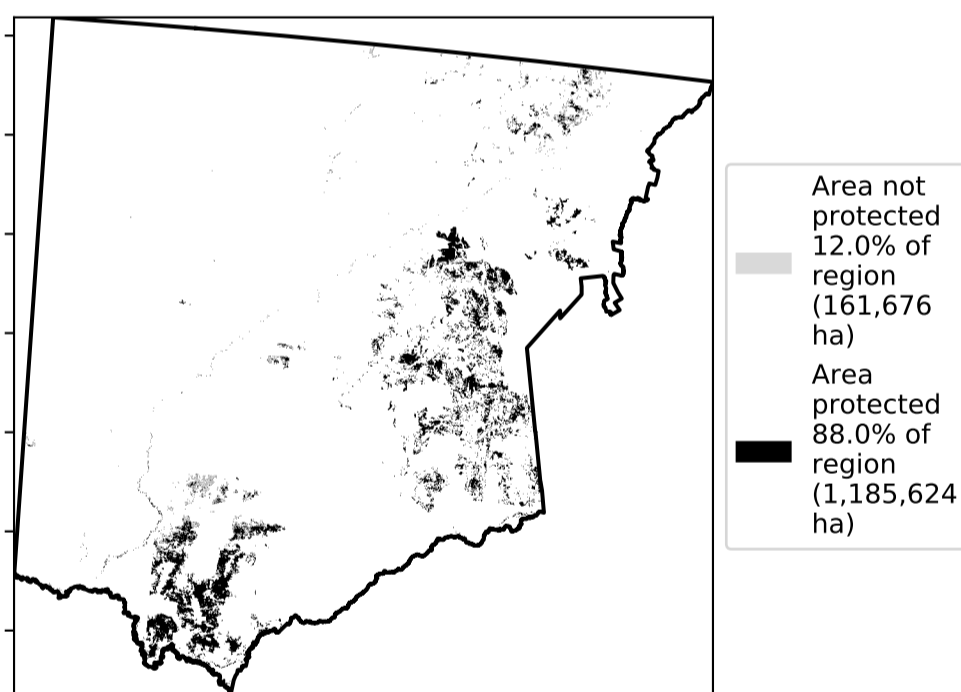 Area not
protected
12.0% of
region
(161,676
ha)
Area
protected
88.0% of
region
(1,185,624
ha)